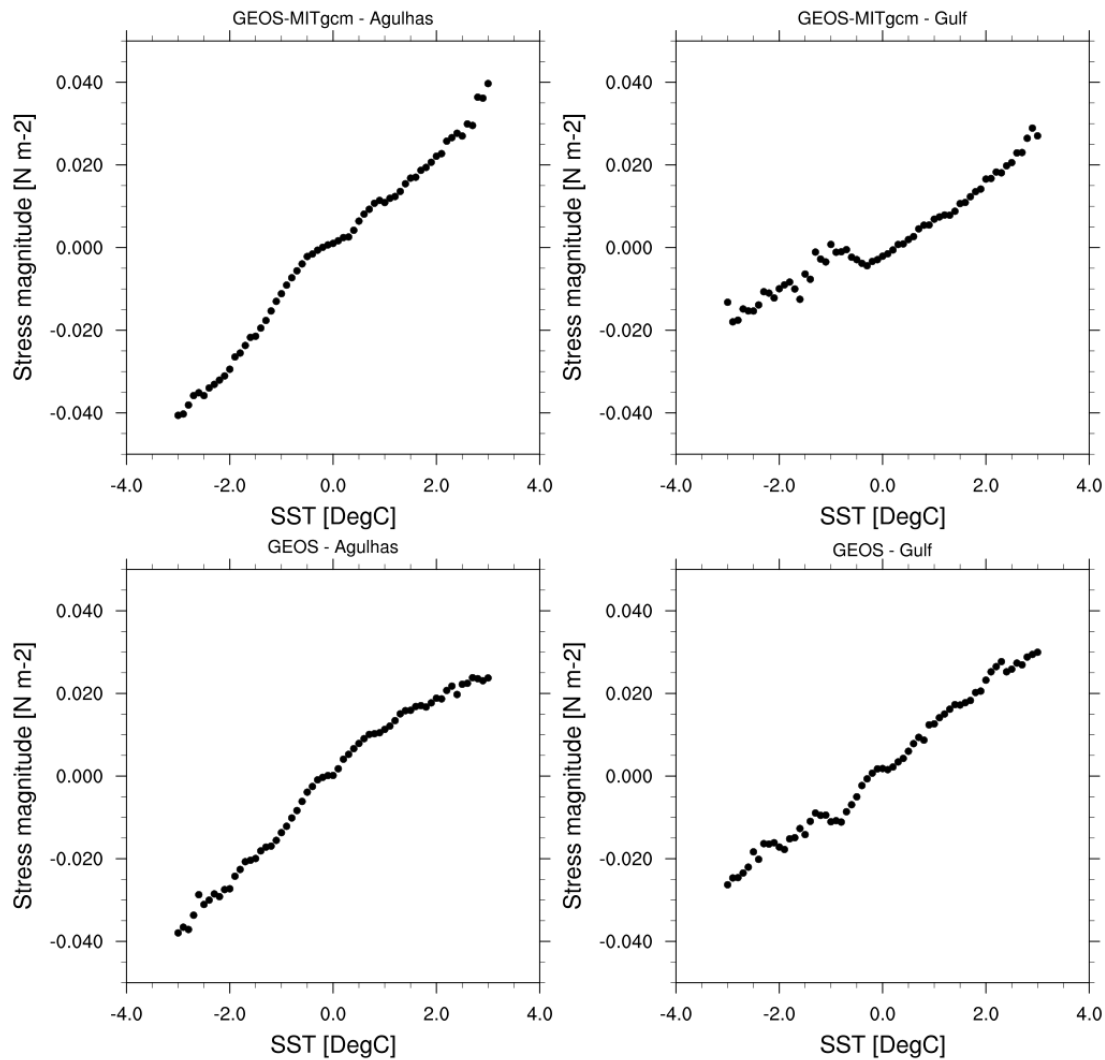 GEOS-MITgcm - Agulhas
Stress magnitude [N m-2]
0.040
0.020
0.000
-0.020
-0.040
-4.0 -2.0 0.0 2.0 4.0
SST [DegC]
GEOS-MITgcm - Gulf
Stress magnitude [N m-2]
0.040
0.020
0.000
-0.020
-0.040
-4.0 -2.0 0.0 2.0 4.0
SST [DegC]
GEOS - Agulhas
Stress magnitude [N m-2]
0.040
0.020
0.000
-0.020
-0.040
-4.0 -2.0 0.0 2.0 4.0
SST [DegC]
GEOS - Gulf
Stress magnitude [N m-2]
0.040
0.020
0.000
-0.020
-0.040
-4.0 -2.0 0.0 2.0 4.0
SST [DegC]